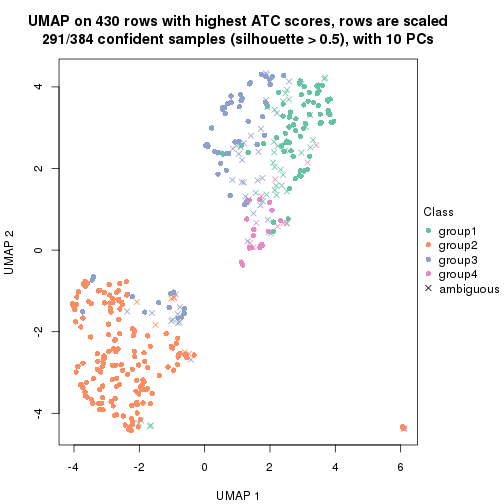 UMAP on 430 rows with highest ATC scores, rows are scaled
291/384 confident samples (silhouette > 0.5), with 10 PCs
4
2
0
-2
-4
UMAP 2
-4
-2
0
2
4
6
UMAP 1
Class
group1
group2
group3
group4
ambiguous